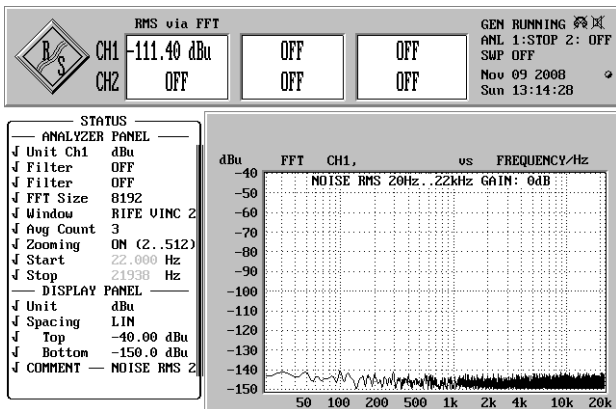 RMS via FFT
GEN RUNNING
R S CH1 -111.40 dBu OFF OFF
ANL 1:STOP 2: OFF
SWP OFF
CH2 OFF OFF OFF
Nov 09 2008
Sun 13:14:28
STATUS
ANALYZER PANEL
Unit Ch1 dBu
Filter OFF
Filter OFF
FFT Size 8192
Window RIFE VINC 2
Avg Count 3
Zooming ON (2..512)
Start 22.000 Hz
Stop 21938 Hz
DISPLAY PANEL
Unit dBu
Spacing LIN
Top -40.00 dBu
Bottom -150.0 dBu
COMMENT — NOISE RMS 2
dBu FFT CH1, vs FREQUENCY/Hz
NOISE RMS 20Hz..22kHz GAIN: 0dB
-40
-50
-60
-70
-80
-90
-100
-110
-120
-130
-140
-150
50 100 200 500 1k 2k 4k 10k 20k